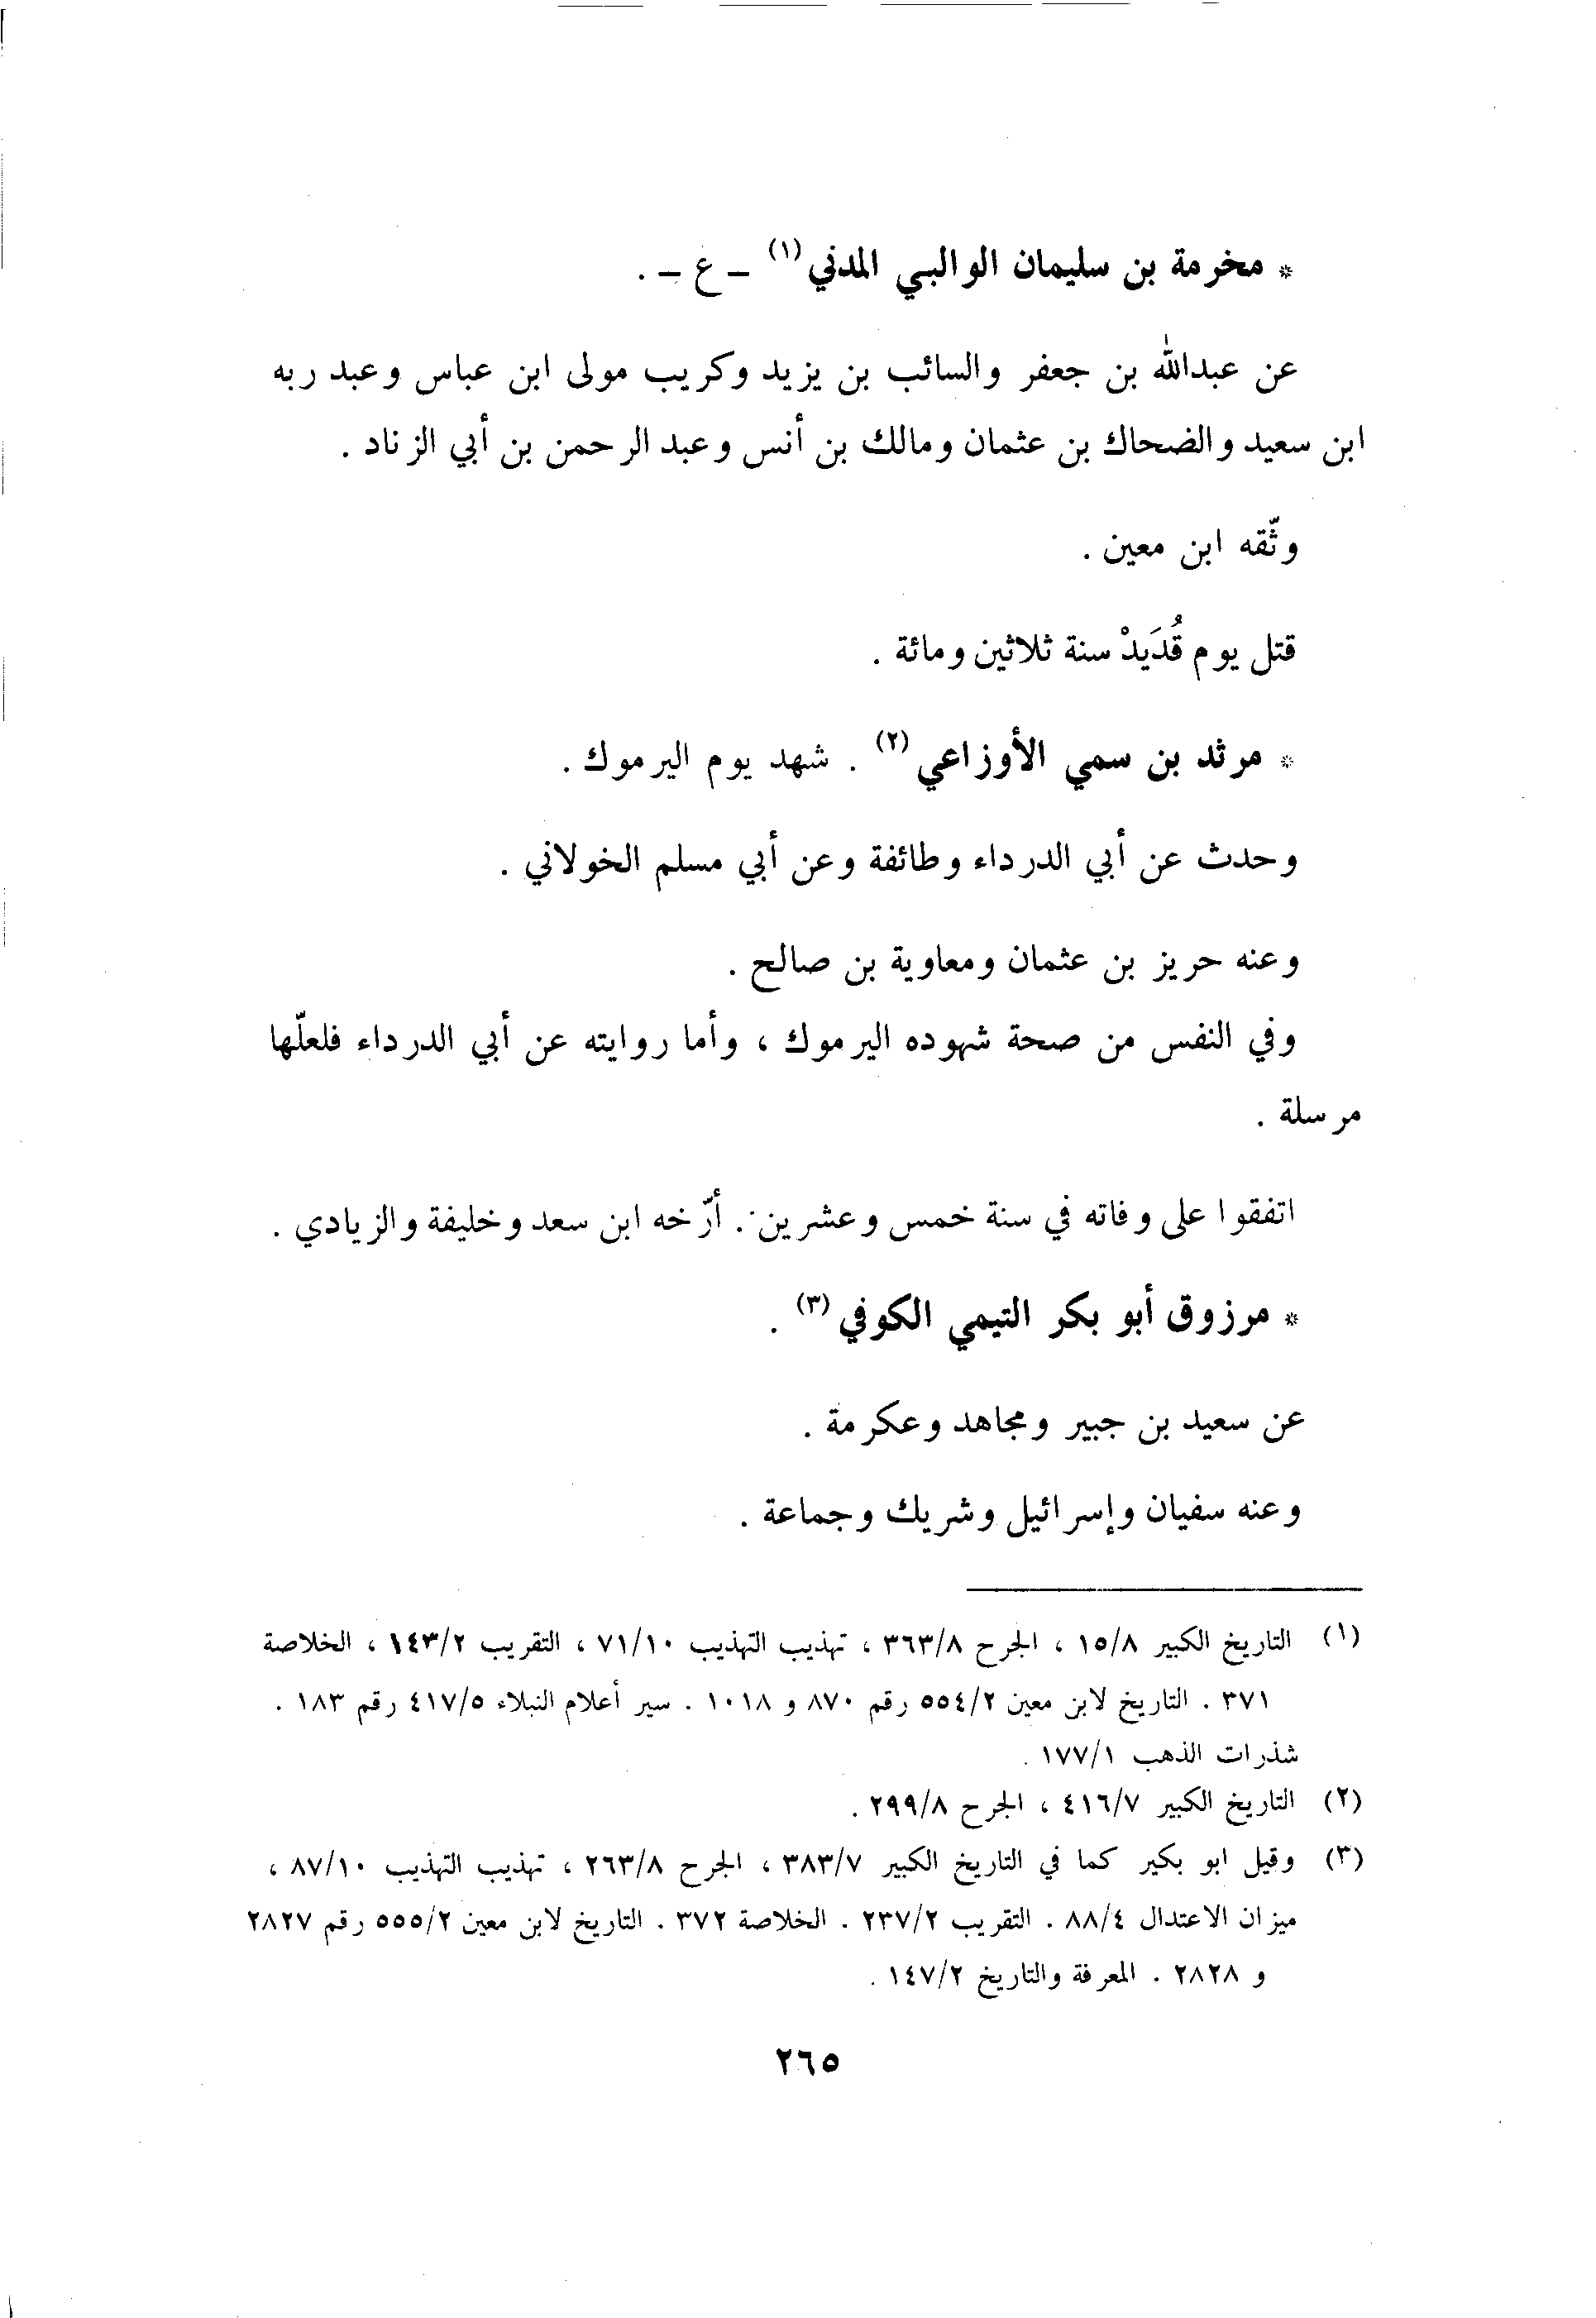 * مخرمة بن سليمان الوالبي المدني (١) – ع – .
عن عبدالله بن جعفر والسائب بن يزيد وكريب مولى ابن عباس وعبد ربه
ابن سعيد والضحاك بن عثمان ومالك بن أنس وعبد الرحمن بن أبي الزناد .
وثّقه ابن معين .
قتل يوم قُدَيدْ سنة ثلاثين ومائة .
* مرثد بن سمي الأوزاعي (٢) . شهد يوم اليرموك .
وحدث عن أبي الدرداء وطائفة وعن أبي مسلم الخولاني .
وعنه حريز بن عثمان ومعاوية بن صالح .
وفي النفس من صحة شهوده اليرموك ، وأما روايته عن أبي الدرداء فلعلّها
مرسلة .
اتفقوا على وفاته في سنة خمس وعشرين . أرّخه ابن سعد وخليفة والزيادي .
* مرزوق أبو بكر التيمي الكوفي (٣) .
عن سعيد بن جبير ومجاهد وعكرمة .
وعنه سفيان وإسرائيل وشريك وجماعة .
(١) التاريخ الكبير ١٥/٨ ، الجرح ٣٦٣/٨ ، تهذيب التهذيب ٧١/١٠ ، التقريب ١٤٣/٢ ، الخلاصة
٣٧١ . التاريخ لابن معين ٥٥٤/٢ رقم ٨٧٠ و ١٠١٨ . سير أعلام النبلاء ٤١٧/٥ رقم ١٨٣ .
شذرات الذهب ١٧٧/١ .
(٢) التاريخ الكبير ٤١٦/٧ ، الجرح ٢٩٩/٨ .
(٣) وقيل ابو بكير كما في التاريخ الكبير ٣٨٣/٧ ، الجرح ٢٦٣/٨ ، تهذيب التهذيب ٨٧/١٠ ،
ميزان الاعتدال ٨٨/٤ . التقريب ٢٣٧/٢ . الخلاصة ٣٧٢ . التاريخ لابن معين ٥٥٥/٢ رقم ٢٨٢٧
و ٢٨٢٨ . المعرفة والتاريخ ١٤٧/٢ .
٢٦٥